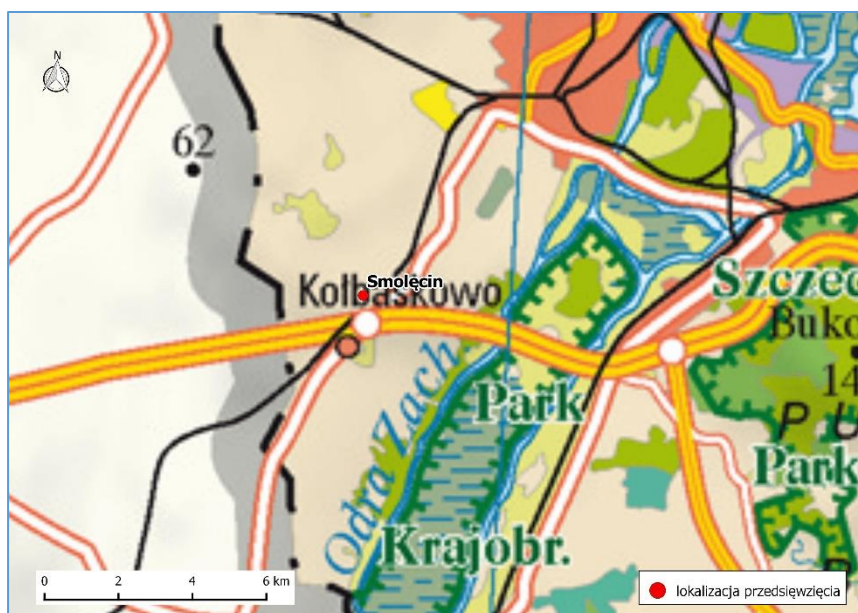 N
62
Smolęcin
Kołbaskowo
Szczec
Buko
14
Odra Zach.
Park
P U
Park
Krajobr.
0 2 4 6 km
lokalizacja przedsięwzięcia